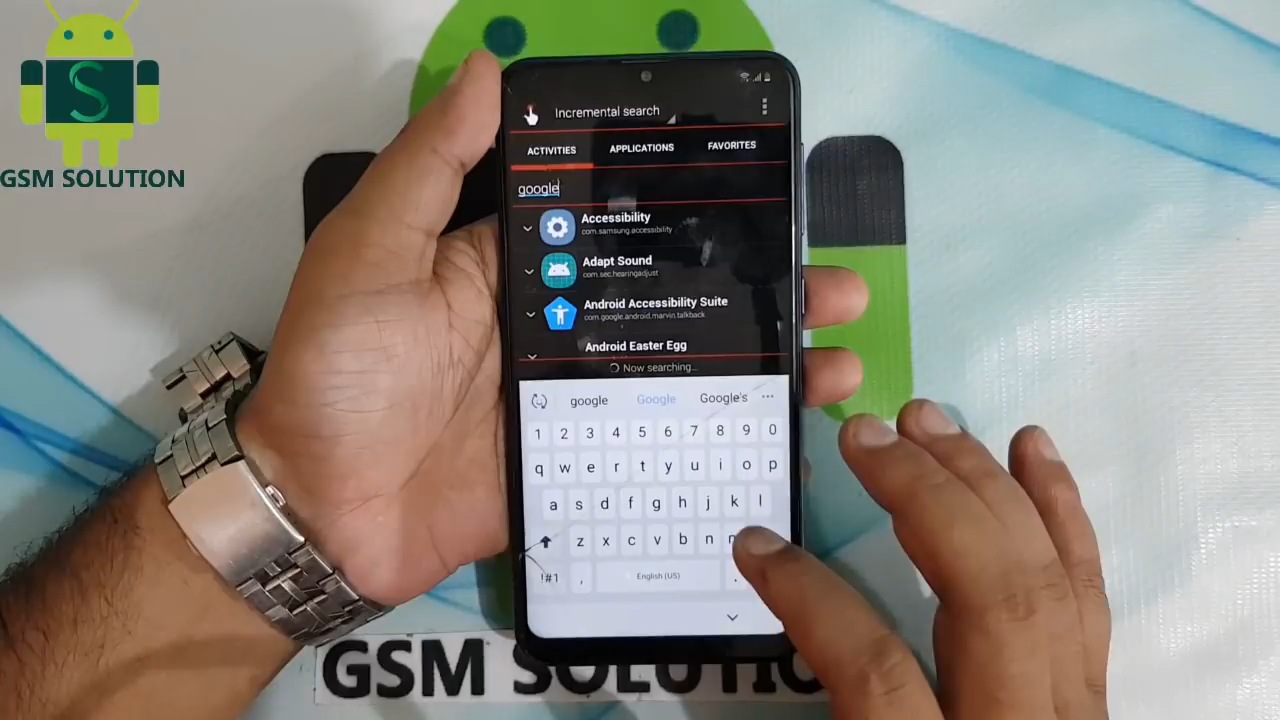 S
GSM SOLUTION
Incremental search
ACTIVITIES APPLICATIONS FAVORITES
google
Accessibility
com.samsung.accessibility
Adapt Sound
com.sec.hearingadjust
Android Accessibility Suite
com.google.android.marvin.talkback
Android Easter Egg
Now searching...
google Google Google's
1 2 3 4 5 6 7 8 9 0
q w e r t y u i o p
a s d f g h j k l
z x c v b n
!#1 , English (US) .
GSM SOLUTIO